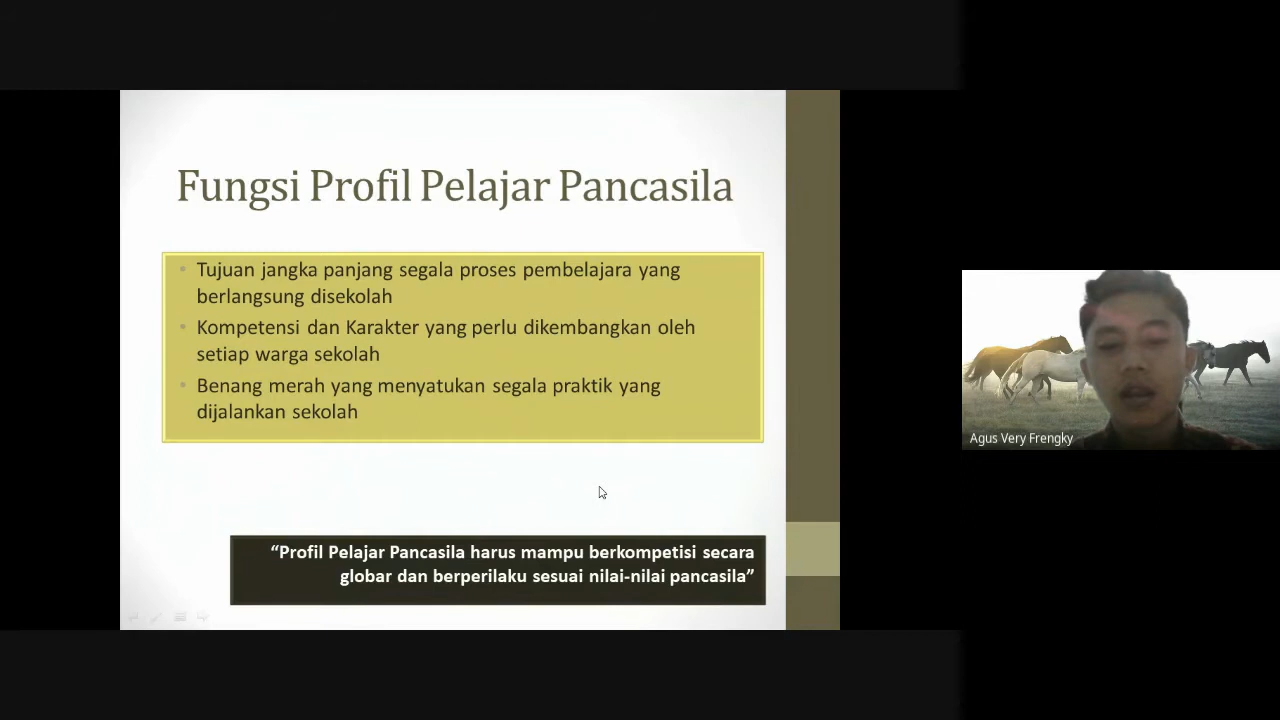 Fungsi Profil Pelajar Pancasila
• Tujuan jangka panjang segala proses pembelajara yang
berlangsung disekolah
• Kompetensi dan Karakter yang perlu dikembangkan oleh
setiap warga sekolah
• Benang merah yang menyatukan segala praktik yang
dijalankan sekolah
“Profil Pelajar Pancasila harus mampu berkompetisi secara
globar dan berperilaku sesuai nilai-nilai pancasila”
Agus Very Frengky